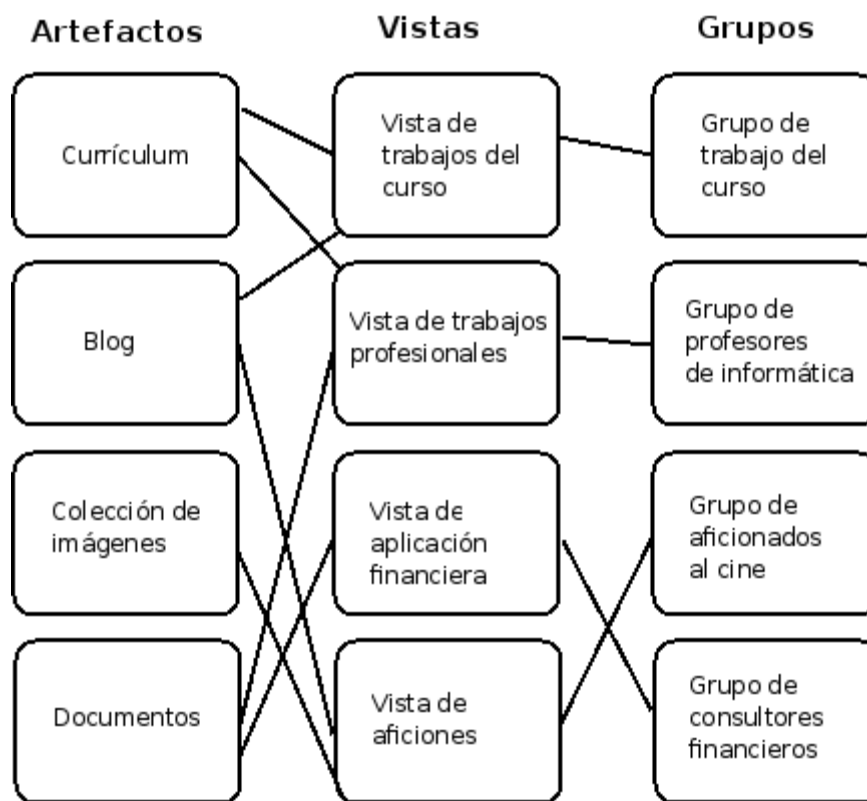 Artefactos
Vistas
Grupos
Currículum
Vista de
trabajos del
curso
Grupo de
trabajo del
curso
Blog
Vista de trabajos
profesionales
Grupo de
profesores
de informática
Colección de
imágenes
Vista de
aplicación
financiera
Grupo de
aficionados
al cine
Documentos
Vista de
aficiones
Grupo de
consultores
financieros